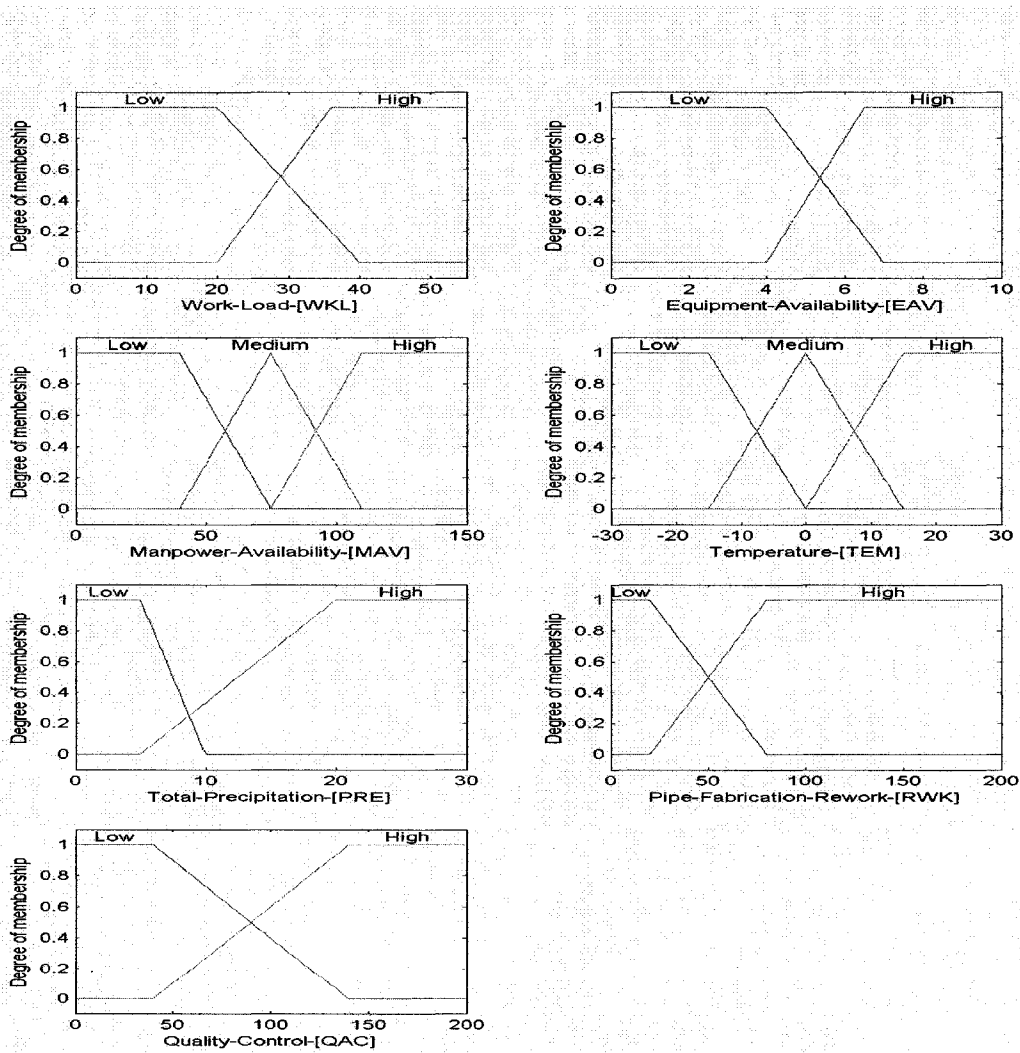 Low High
1
0.8
0.6
0.4
0.2
0
Degree of membership
0 10 20 30 40 50
Work-Load-[WKL]
Low High
1
0.8
0.6
0.4
0.2
0
Degree of membership
0 2 4 6 8 10
Equipment-Availability-[EAV]
Low Medium High
1
0.8
0.6
0.4
0.2
0
Degree of membership
0 50 100 150
Manpower-Availability-[MAV]
Low Medium High
1
0.8
0.6
0.4
0.2
0
Degree of membership
-30 -20 -10 0 10 20 30
Temperature-[TEM]
Low High
1
0.8
0.6
0.4
0.2
0
Degree of membership
0 10 20 30
Total-Precipitation-[PRE]
Low High
1
0.8
0.6
0.4
0.2
0
Degree of membership
0 50 100 150 200
Pipe-Fabrication-Rework-[RWK]
Low High
1
0.8
0.6
0.4
0.2
0
Degree of membership
0 50 100 150 200
Quality-Control-[QAC]